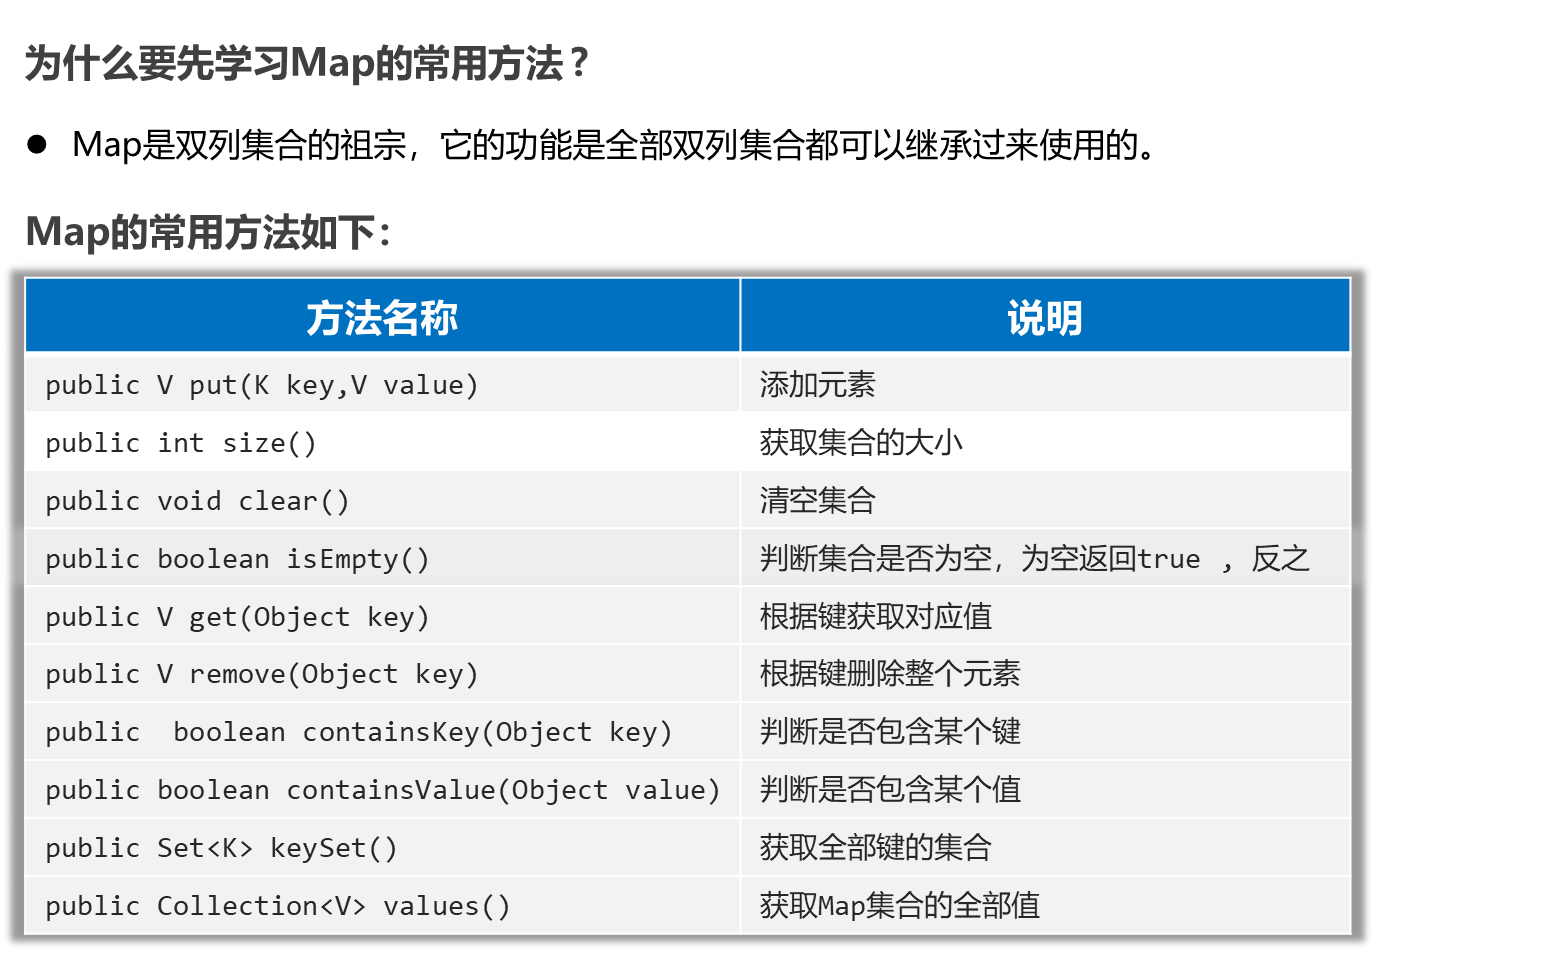 为什么要先学习Map的常用方法？
● Map是双列集合的祖宗，它的功能是全部双列集合都可以继承过来使用的。
Map的常用方法如下：
方法名称 说明
public V put(K key,V value) 添加元素
public int size() 获取集合的大小
public void clear() 清空集合
public boolean isEmpty() 判断集合是否为空，为空返回true , 反之
public V get(Object key) 根据键获取对应值
public V remove(Object key) 根据键删除整个元素
public  boolean containsKey(Object key) 判断是否包含某个键
public boolean containsValue(Object value) 判断是否包含某个值
public Set<K> keySet() 获取全部键的集合
public Collection<V> values() 获取Map集合的全部值